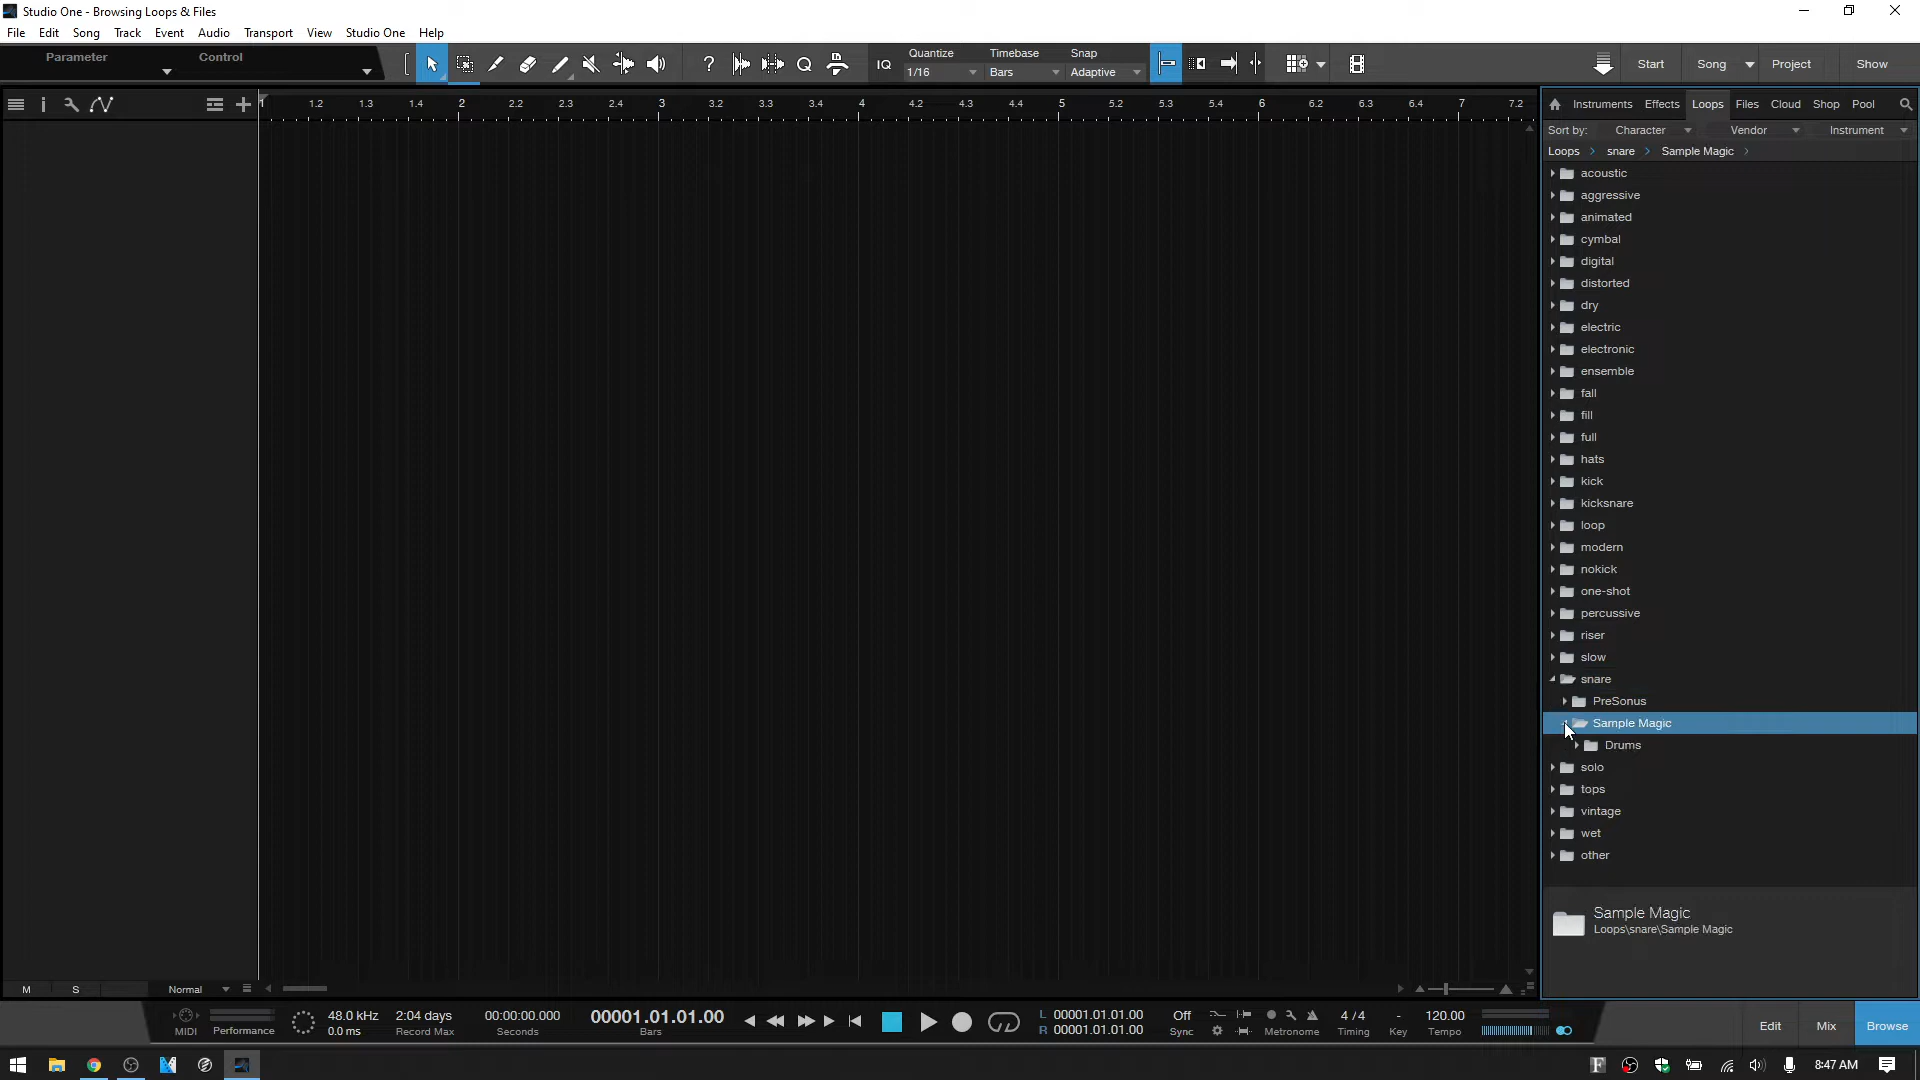 Studio One - Browsing Loops & Files
File Edit Song Track Event Audio Transport View Studio One Help
Parameter Control
IQ Quantize 1/16 Timebase Bars Snap Adaptive
Start Song Project Show
1 1.2 1.3 1.4 2 2.2 2.3 2.4 3 3.2 3.3 3.4 4 4.2 4.3 4.4 5 5.2 5.3 5.4 6 6.2 6.3 6.4 7 7.2
Instruments Effects Loops Files Cloud Shop Pool
Sort by: Character Vendor Instrument
Loops > snare > Sample Magic >
acoustic
aggressive
animated
cymbal
digital
distorted
dry
electric
electronic
ensemble
fall
fill
full
hats
kick
kicksnare
loop
modern
nokick
one-shot
percussive
riser
slow
snare
PreSonus
Sample Magic
Drums
solo
tops
vintage
wet
other
Sample Magic
Loops\snare\Sample Magic
M S Normal
MIDI Performance
48.0 kHz 2:04 days 00:00:00.000 00001.01.01.00
0.0 ms Record Max Seconds Bars
L 00001.01.01.00
R 00001.01.01.00
Off 4 / 4 - 120.00
Sync Metronome Timing Key Tempo
Edit Mix Browse
8:47 AM